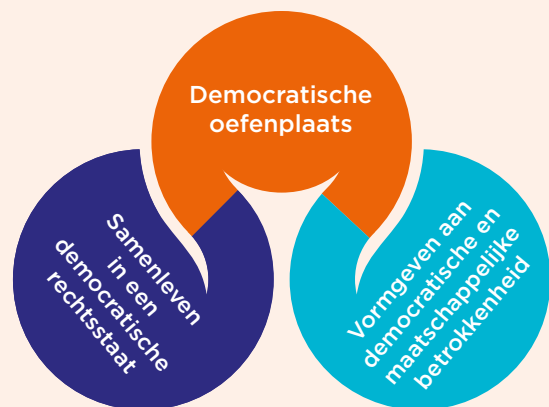 Democratische
oefenplaats
Samenleven
in een
democratische
rechtsstaat
Vormgeven aan
democratische en
maatschappelijke
betrokkenheid